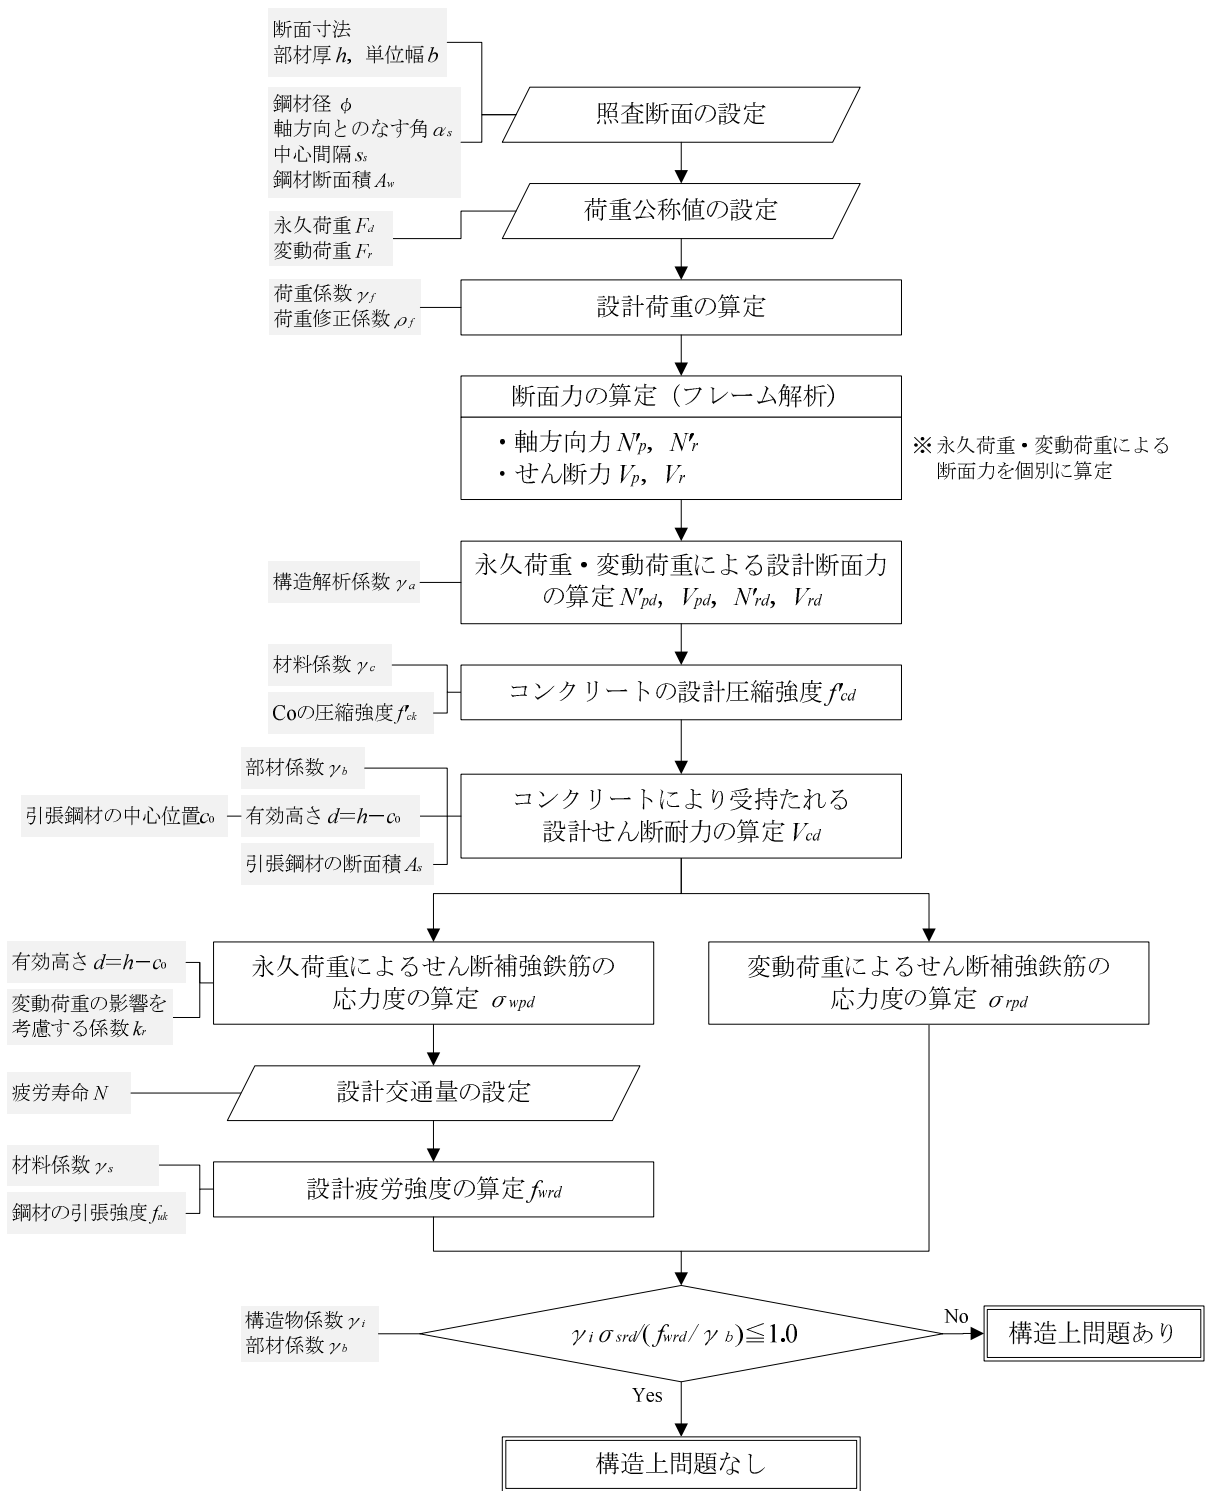 断面寸法
部材厚 h, 単位幅 b
鋼材径 φ
軸方向とのなす角 αs
中心間隔 ss
鋼材断面積 Aw
照査断面の設定
永久荷重 Fd
変動荷重 Fr
荷重公称値の設定
荷重係数 γf
荷重修正係数 ρf
設計荷重の算定
断面力の算定（フレーム解析）
・軸方向力 N'p, N'r
・せん断力 Vp, Vr
※ 永久荷重・変動荷重による
断面力を個別に算定
構造解析係数 γa
永久荷重・変動荷重による設計断面力
の算定 N'pd, Vpd, N'rd, Vrd
材料係数 γc
Coの圧縮強度 f'ck
コンクリートの設計圧縮強度 f'cd
部材係数 γb
引張鋼材の中心位置c0
有効高さ d=h−c0
引張鋼材の断面積 As
コンクリートにより受持たれる
設計せん断耐力の算定 Vcd
有効高さ d=h−c0
変動荷重の影響を
考慮する係数 kr
永久荷重によるせん断補強鉄筋の
応力度の算定 σwpd
変動荷重によるせん断補強鉄筋の
応力度の算定 σrpd
疲労寿命 N
設計交通量の設定
材料係数 γs
鋼材の引張強度 fuk
設計疲労強度の算定 fwrd
構造物係数 γi
部材係数 γb
γi σsrd/(fwrd/γb)≦1.0
No
構造上問題あり
Yes
構造上問題なし